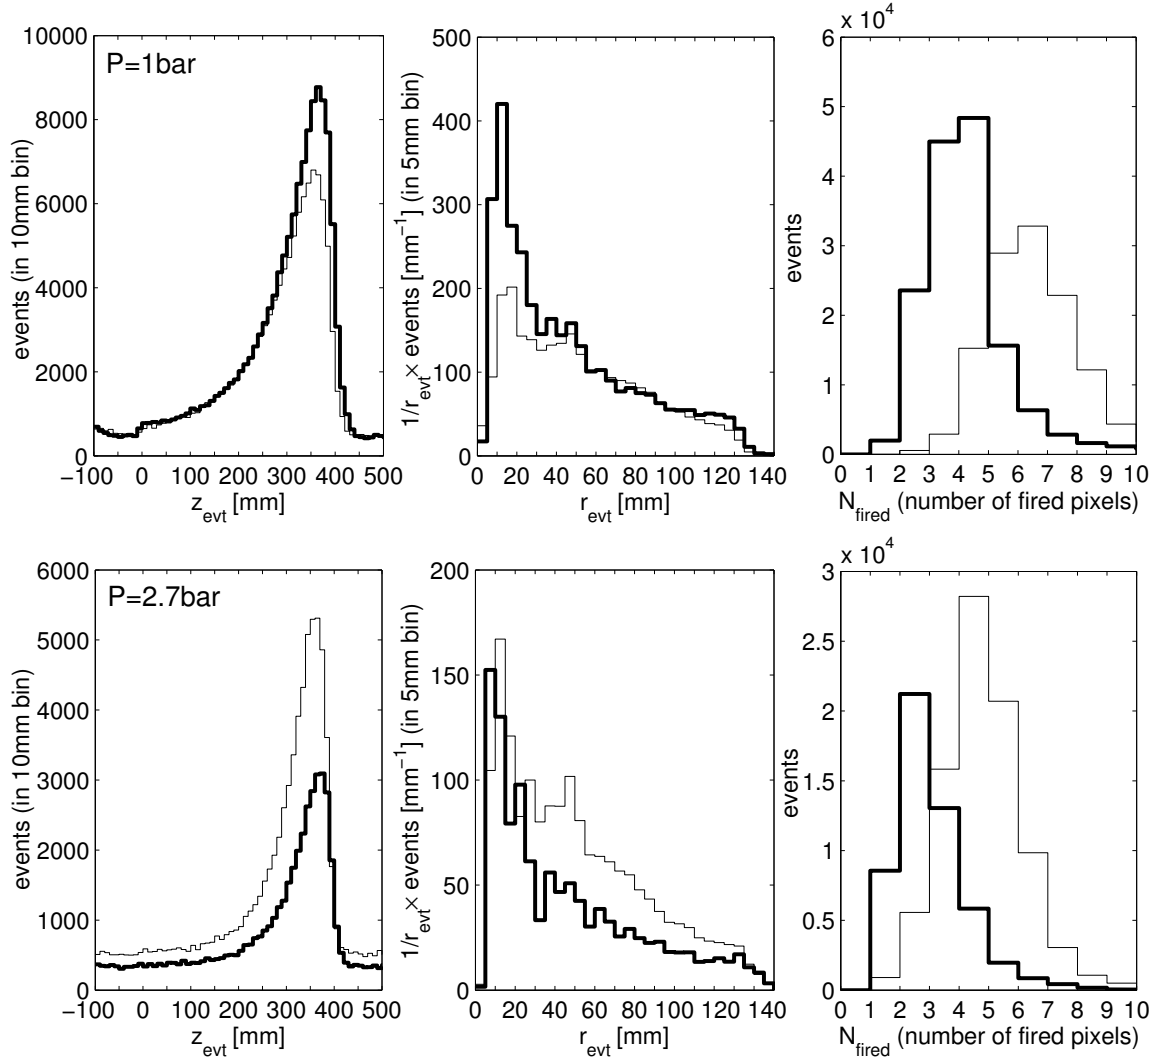 P=1bar
events (in 10mm bin)
10000
8000
6000
4000
2000
0
−100 0 100 200 300 400 500
z_evt [mm]
1/r_evt× events [mm⁻¹] (in 5mm bin)
500
400
300
200
100
0
0 20 40 60 80 100 120 140
r_evt [mm]
x 10⁴
events
6
5
4
3
2
1
0
0 1 2 3 4 5 6 7 8 9 10
N_fired (number of fired pixels)
P=2.7bar
events (in 10mm bin)
6000
5000
4000
3000
2000
1000
0
−100 0 100 200 300 400 500
z_evt [mm]
1/r_evt× events [mm⁻¹] (in 5mm bin)
200
150
100
50
0
0 20 40 60 80 100 120 140
r_evt [mm]
x 10⁴
events
3
2.5
2
1.5
1
0.5
0
0 1 2 3 4 5 6 7 8 9 10
N_fired (number of fired pixels)